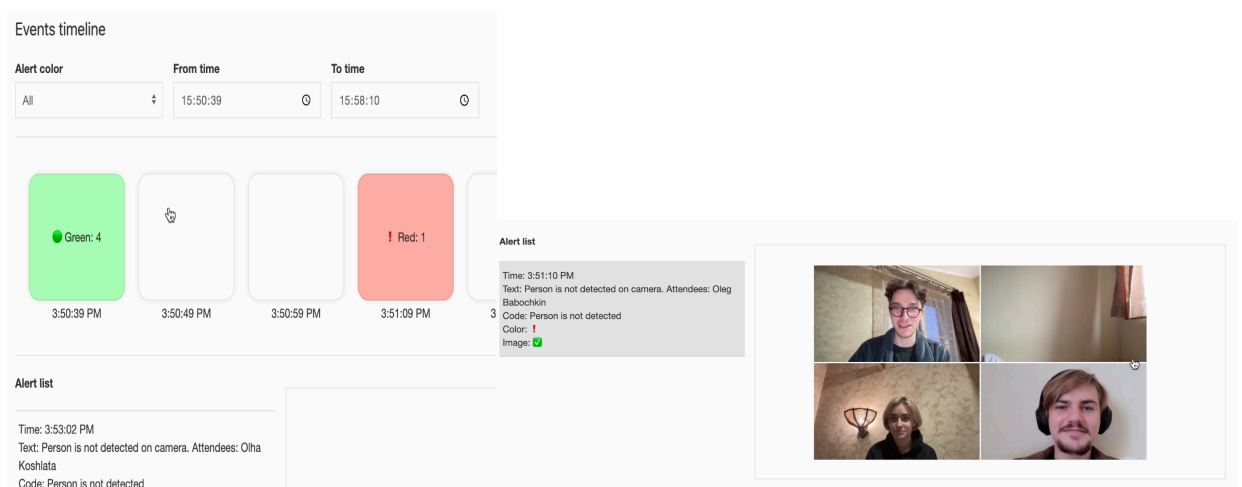 Events timeline
Alert color
From time
To time
All
15:50:39
15:58:10
Green: 4
! Red: 1
3:50:39 PM
3:50:49 PM
3:50:59 PM
3:51:09 PM
3
Alert list
Time: 3:53:02 PM
Text: Person is not detected on camera. Attendees: Olha
Koshlata
Code: Person is not detected
Alert list
Time: 3:51:10 PM
Text: Person is not detected on camera. Attendees: Oleg
Babochkin
Code: Person is not detected
Color: !
Image: ✅